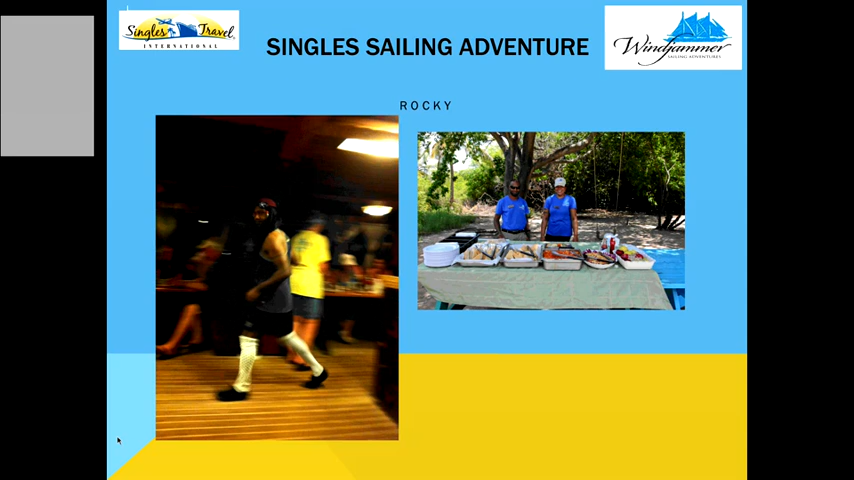 Singles Travel
INTERNATIONAL
SINGLES SAILING ADVENTURE
Windjammer
SAILING ADVENTURES
ROCKY